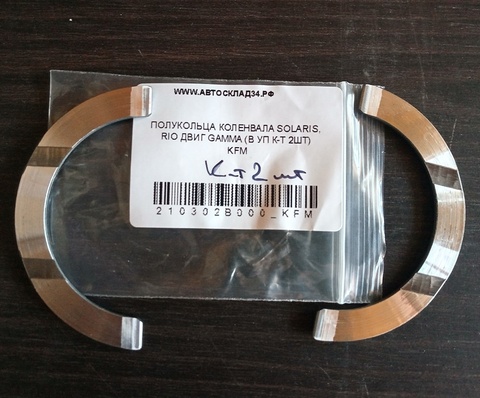 WWW.АВТОСКЛАД34.РФ
ПОЛУКОЛЬЦА КОЛЕНВАЛА SOLARIS,
RIO ДВИГ GAMMA (В УП К-Т 2ШТ)
KFM
К-т 2 шт
210302B000_KFM